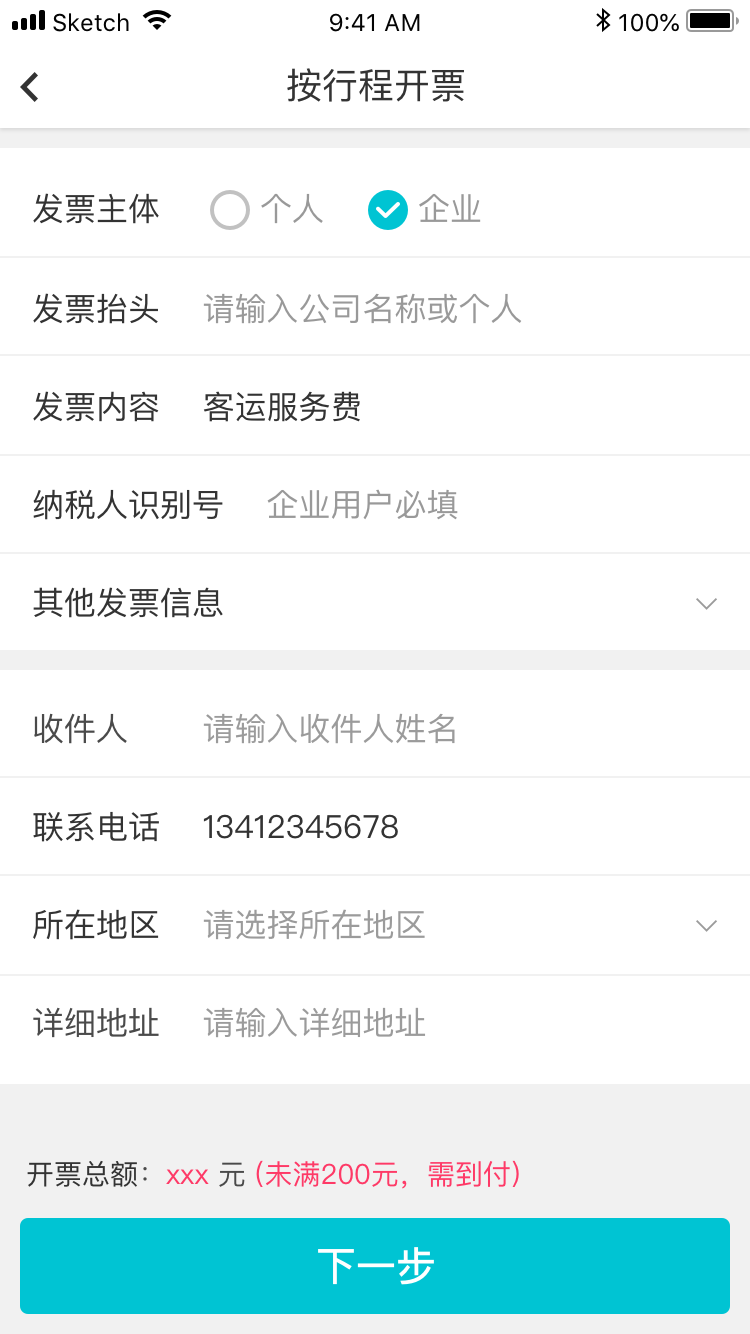 Sketch 9:41 AM 100%
按行程开票
发票主体 个人 企业
发票抬头 请输入公司名称或个人
发票内容 客运服务费
纳税人识别号 企业用户必填
其他发票信息
收件人 请输入收件人姓名
联系电话 13412345678
所在地区 请选择所在地区
详细地址 请输入详细地址
开票总额：xxx 元 (未满200元，需到付)
下一步